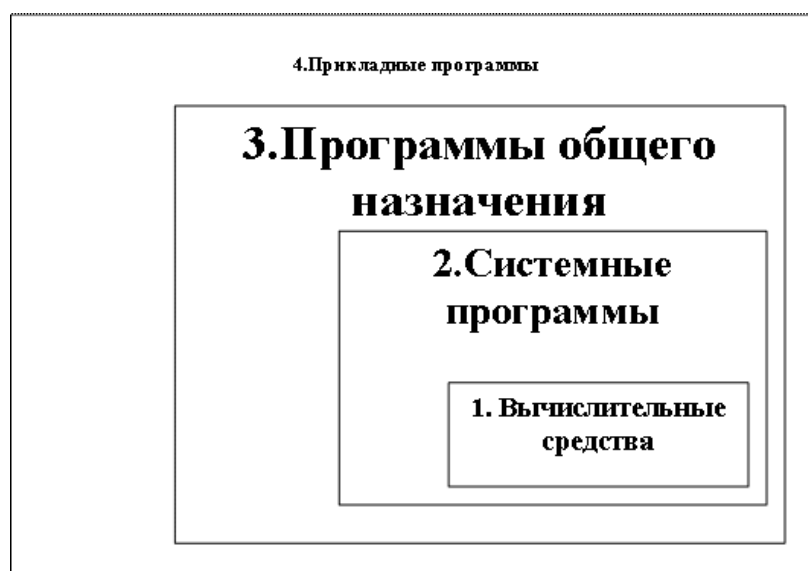 4.Прикладные программы
3.Программы общего
назначения
2.Системные
программы
1. Вычислительные
средства